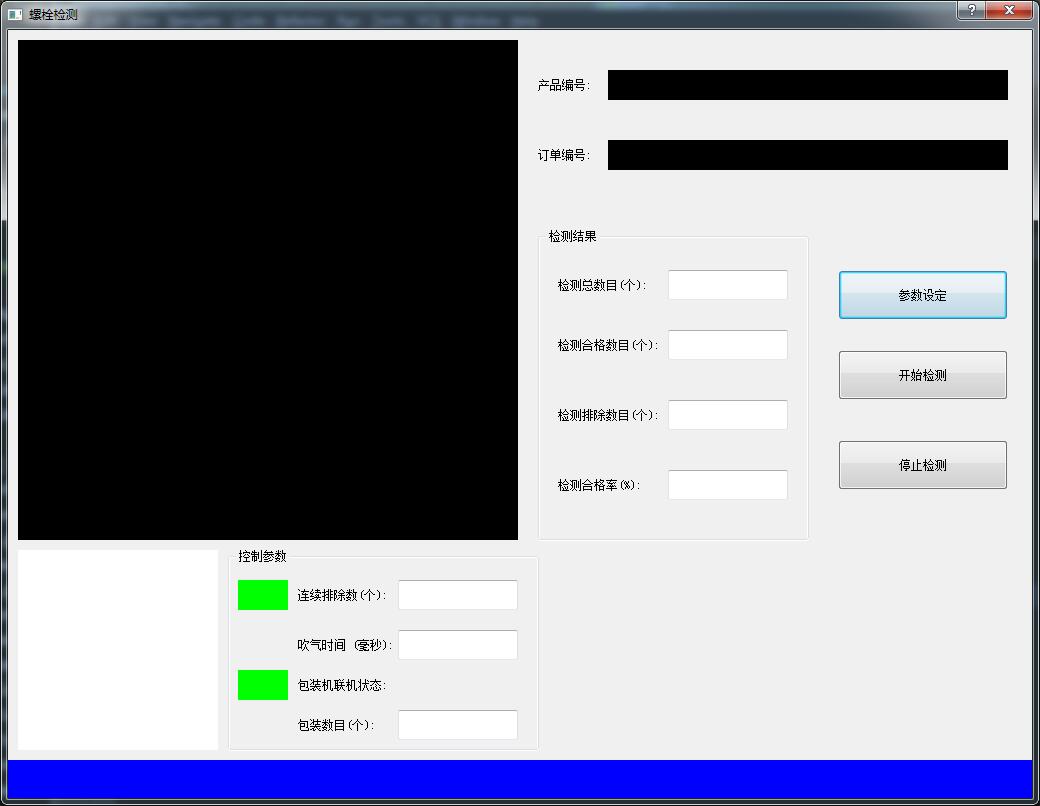 螺栓检测
产品编号:
订单编号:
检测结果
检测总数目(个):
检测合格数目(个):
检测排除数目(个):
检测合格率(%):
参数设定
开始检测
停止检测
控制参数
连续排除数(个):
吹气时间 (毫秒):
包装机联机状态:
包装数目(个):